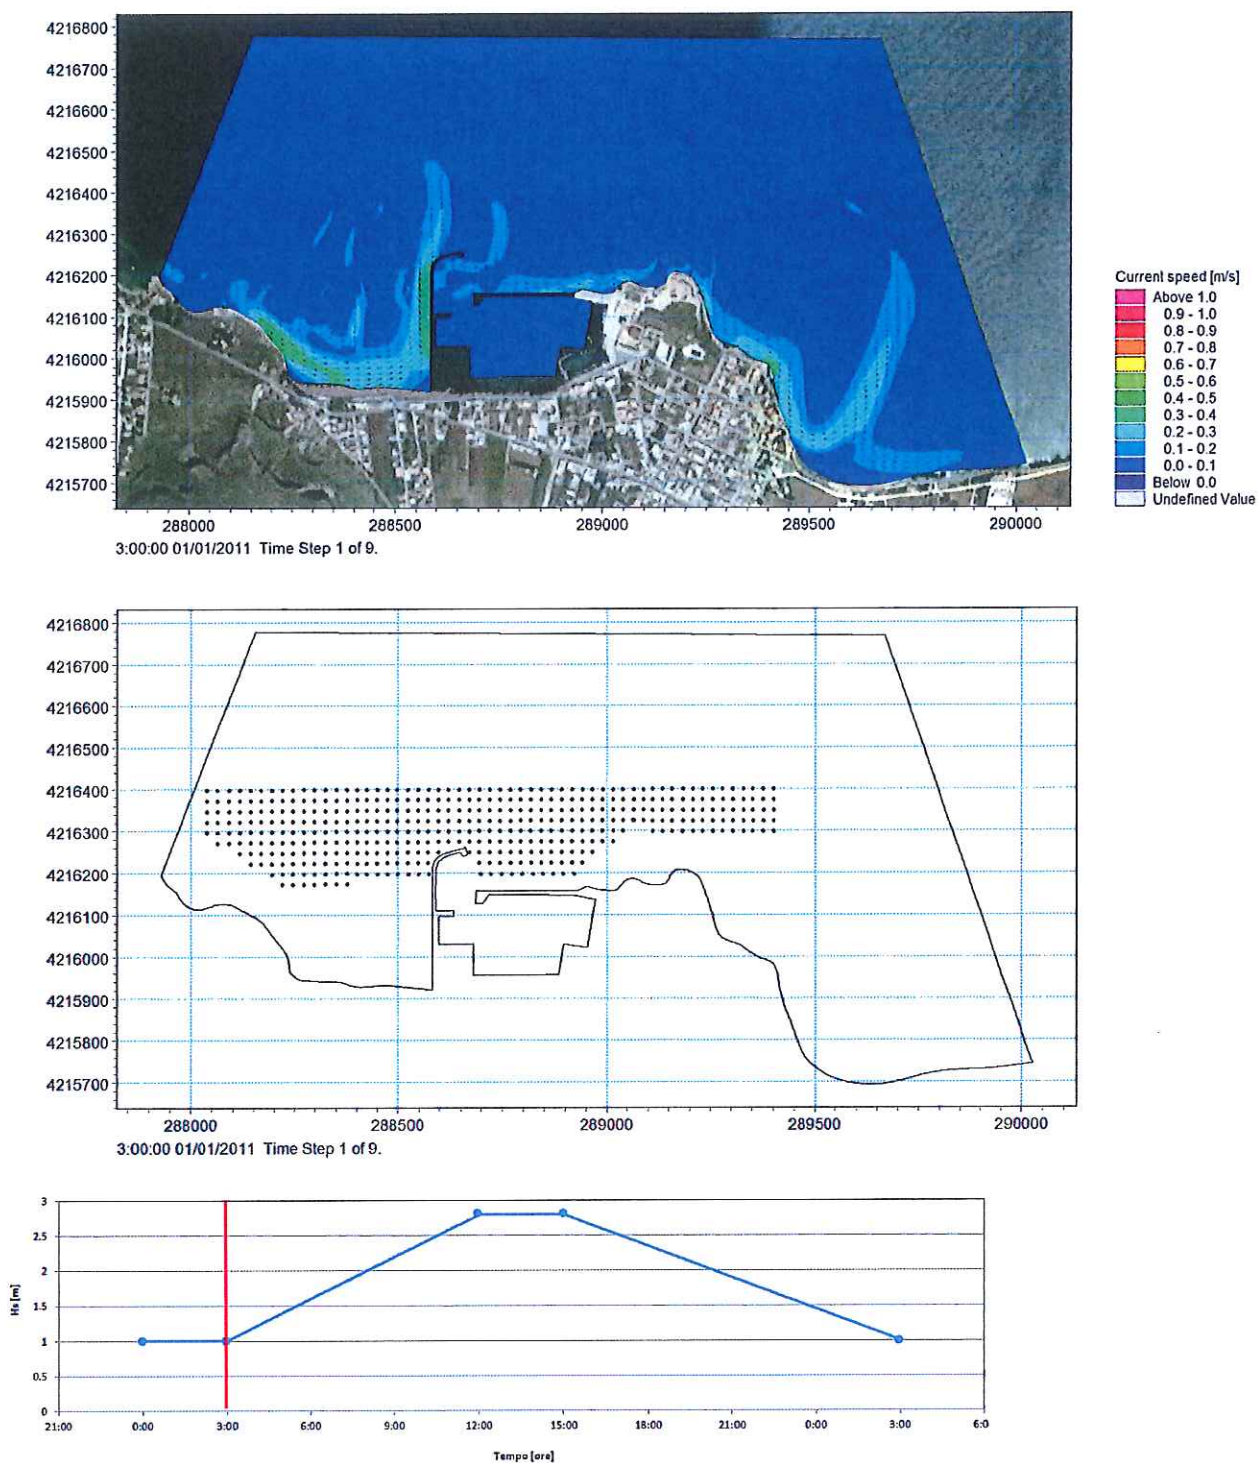 4216800
4216700
4216600
4216500
4216400
4216300
4216200
4216100
4216000
4215900
4215800
4215700
288000 288500 289000 289500 290000
3:00:00 01/01/2011 Time Step 1 of 9.
Current speed [m/s]
Above 1.0
0.9 - 1.0
0.8 - 0.9
0.7 - 0.8
0.6 - 0.7
0.5 - 0.6
0.4 - 0.5
0.3 - 0.4
0.2 - 0.3
0.1 - 0.2
0.0 - 0.1
Below 0.0
Undefined Value
4216800
4216700
4216600
4216500
4216400
4216300
4216200
4216100
4216000
4215900
4215800
4215700
288000 288500 289000 289500 290000
3:00:00 01/01/2011 Time Step 1 of 9.
3
2.5
2
1.5
1
0.5
0
Hs [m]
21:00 0:00 3:00 6:00 9:00 12:00 15:00 18:00 21:00 0:00 3:00 6:0
Tempo [ore]